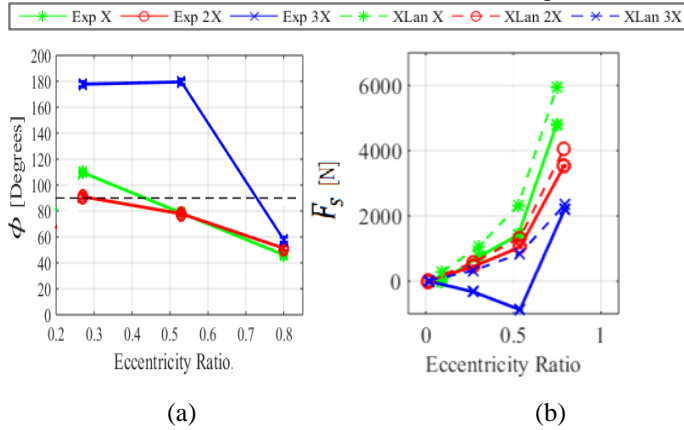 Exp X Exp 2X Exp 3X XLan X XLan 2X XLan 3X
Φ [Degrees]
200
180
160
140
120
100
80
60
40
20
0
0.2 0.3 0.4 0.5 0.6 0.7 0.8
Eccentricity Ratio.
(a)
Fs [N]
6000
4000
2000
0
0 0.5 1
Eccentricity Ratio
(b)